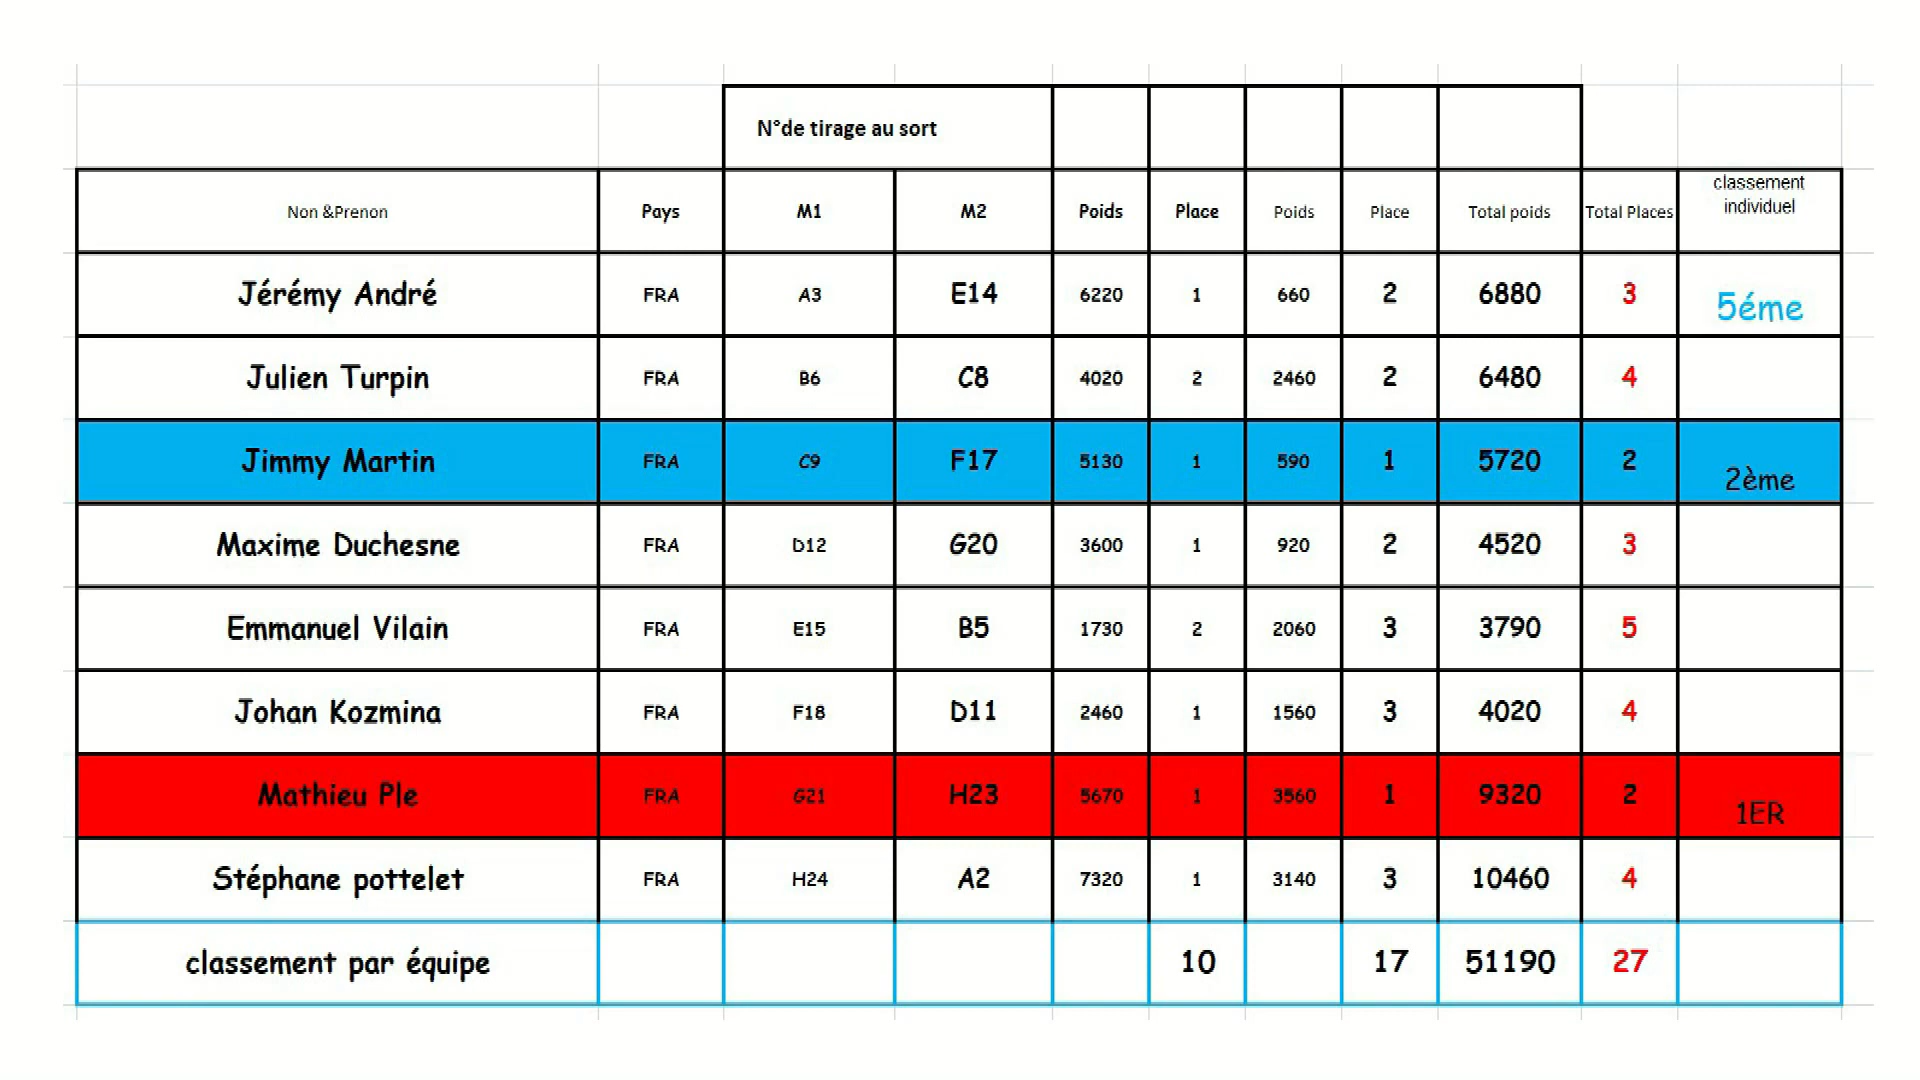 N°de tirage au sort
Non &Prenon Pays M1 M2 Poids Place Poids Place Total poids Total Places classement
individuel
Jérémy André FRA A3 E14 6220 1 660 2 6880 3 5éme
Julien Turpin FRA B6 C8 4020 2 2460 2 6480 4
Jimmy Martin FRA C9 F17 5130 1 590 1 5720 2 2ème
Maxime Duchesne FRA D12 G20 3600 1 920 2 4520 3
Emmanuel Vilain FRA E15 B5 1730 2 2060 3 3790 5
Johan Kozmina FRA F18 D11 2460 1 1560 3 4020 4
Mathieu Ple FRA G21 H23 5670 1 3560 1 9320 2 1ER
Stéphane pottelet FRA H24 A2 7320 1 3140 3 10460 4
classement par équipe 10 17 51190 27